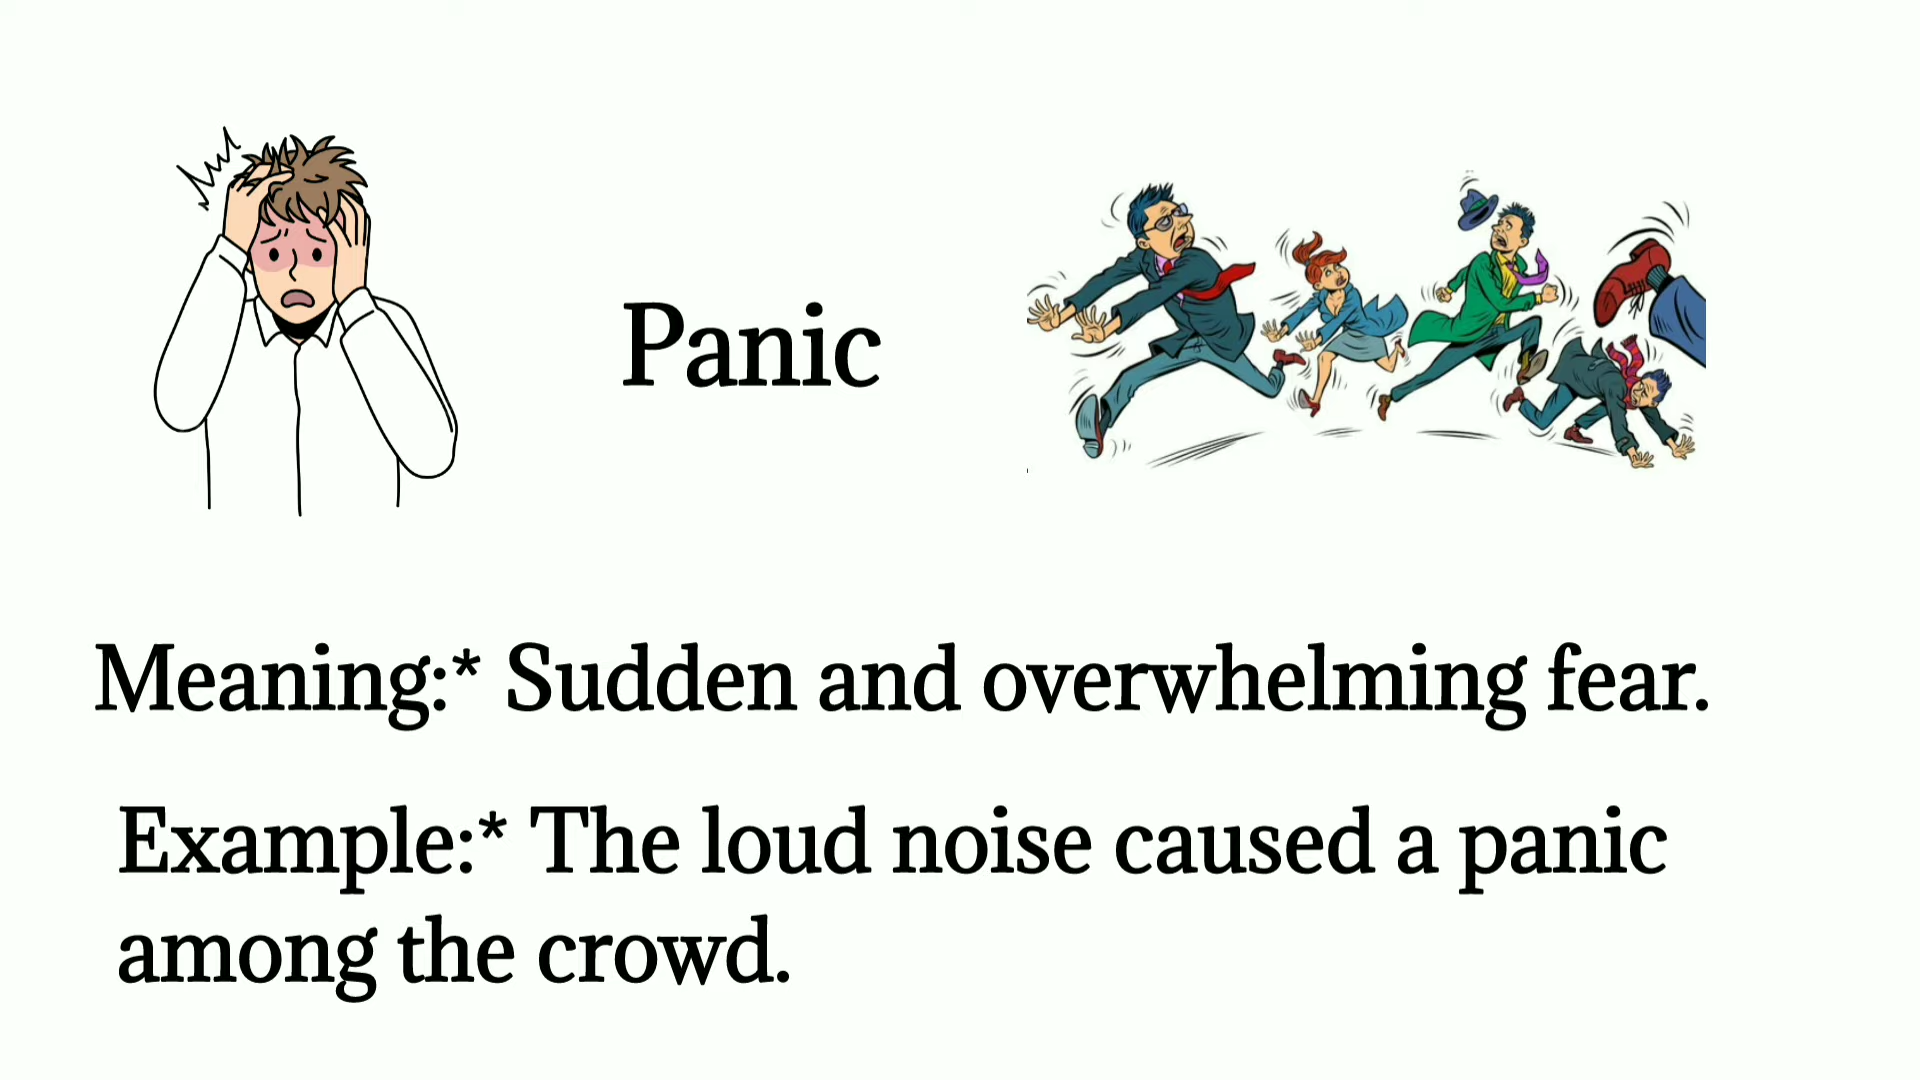 Panic
Meaning:* Sudden and overwhelming fear.
Example:* The loud noise caused a panic
among the crowd.